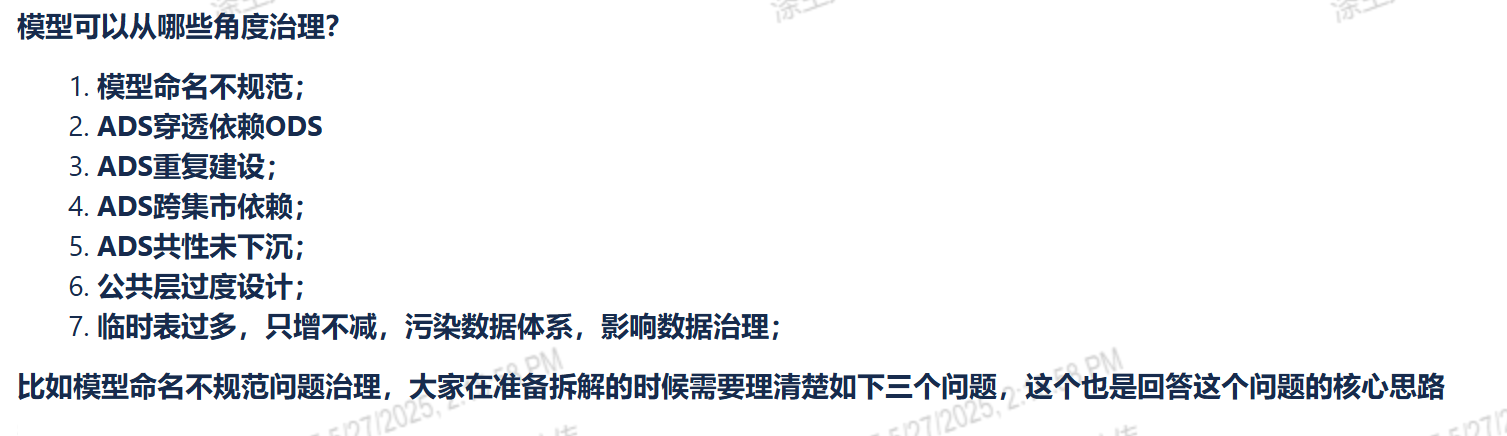 模型可以从哪些角度治理？
1. 模型命名不规范；
2. ADS穿透依赖ODS
3. ADS重复建设；
4. ADS跨集市依赖；
5. ADS共性未下沉；
6. 公共层过度设计；
7. 临时表过多，只增不减，污染数据体系，影响数据治理；
比如模型命名不规范问题治理，大家在准备拆解的时候需要理清楚如下三个问题，这个也是回答这个问题的核心思路